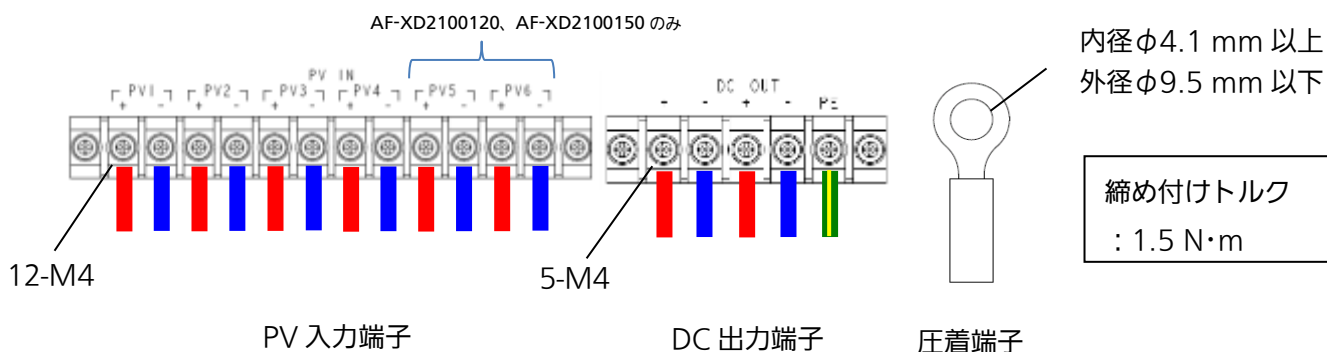 AF-XD2100120、AF-XD2100150 のみ
PV IN
PV1 PV2 PV3 PV4 PV5 PV6
+ - + - + - + - + - + -
DC OUT
- - + - PE
内径φ4.1 mm 以上
外径φ9.5 mm 以下
締め付けトルク
: 1.5 N・m
12-M4
5-M4
PV 入力端子
DC 出力端子
圧着端子